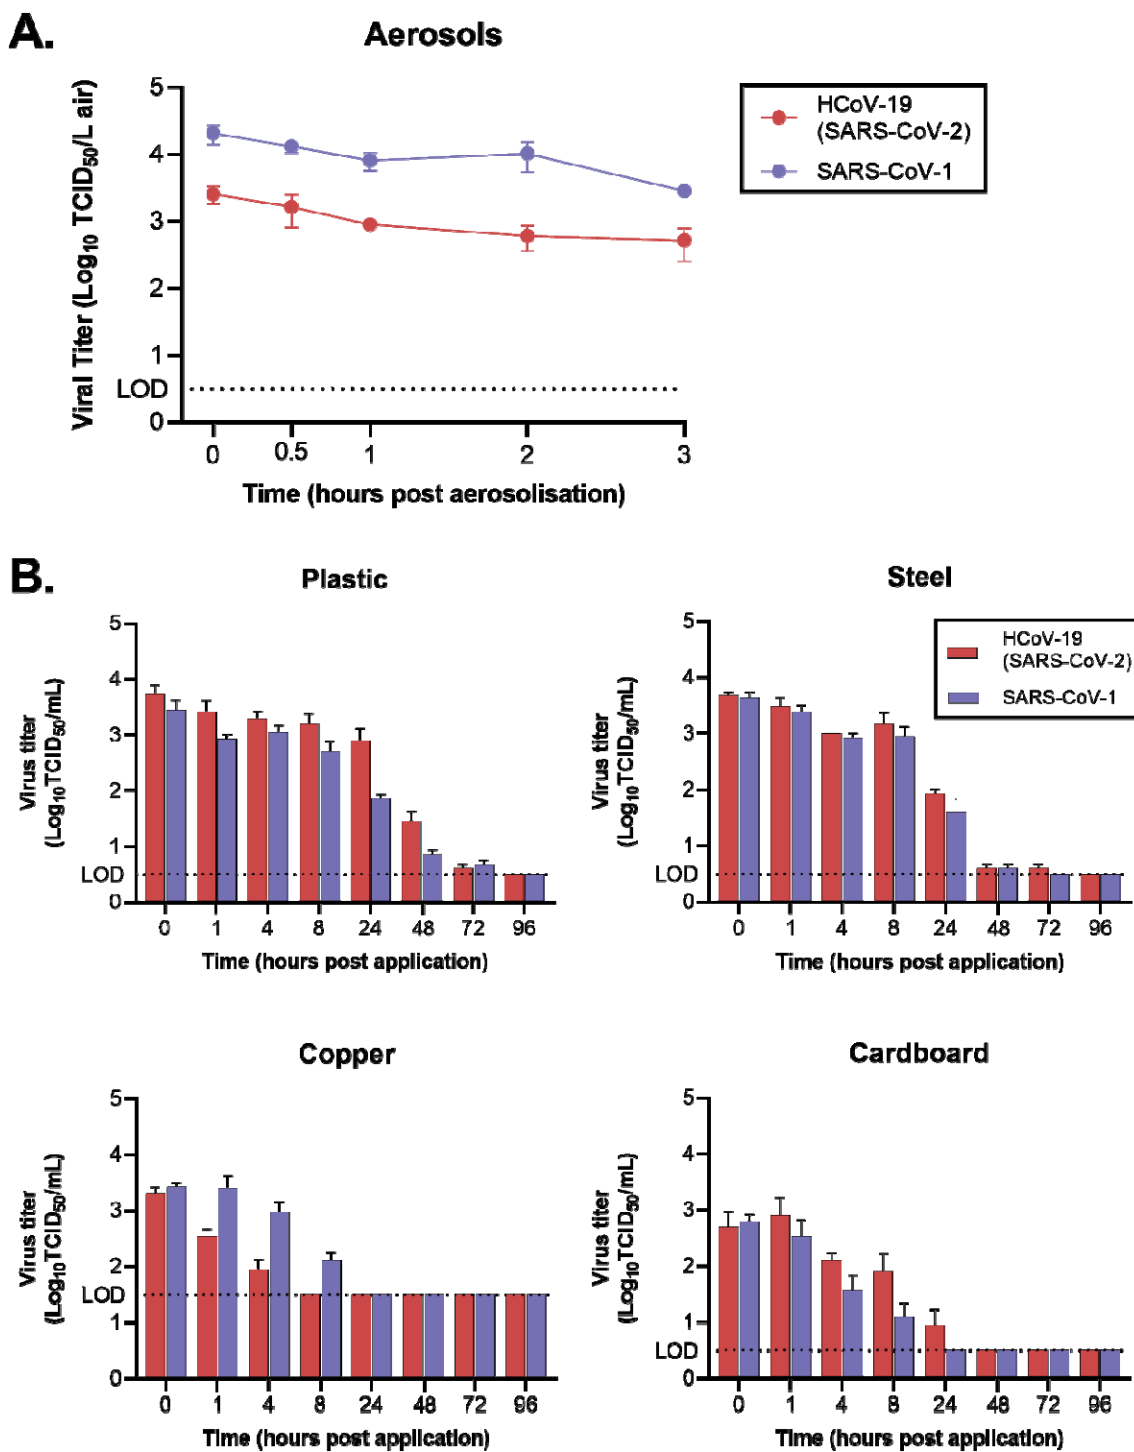 A.
Aerosols
Viral Titer (Log10 TCID50/L air)
5
4
3
2
1
LOD
0
0 0.5 1 2 3
Time (hours post aerosolisation)
HCoV-19
(SARS-CoV-2)
SARS-CoV-1
B.
Plastic
Virus titer
(Log10TCID50/mL)
5
4
3
2
1
LOD
0
0 1 4 8 24 48 72 96
Time (hours post application)
Steel
HCoV-19
(SARS-CoV-2)
SARS-CoV-1
Virus titer
(Log10TCID50/mL)
5
4
3
2
1
LOD
0
0 1 4 8 24 48 72 96
Time (hours post application)
Copper
Virus titer
(Log10TCID50/mL)
5
4
3
2
LOD
1
0
0 1 4 8 24 48 72 96
Time (hours post application)
Cardboard
Virus titer
(Log10TCID50/mL)
5
4
3
2
1
LOD
0
0 1 4 8 24 48 72 96
Time (hours post application)